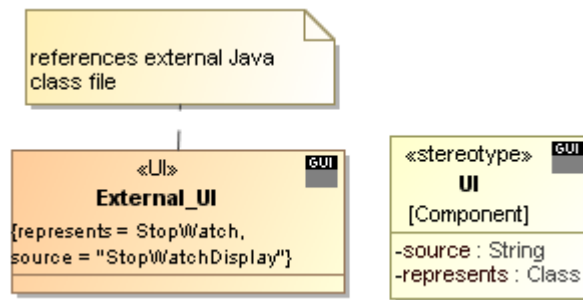 references external Java
class file
«UI»
GUI
External_UI
{represents = StopWatch,
source = "StopWatchDisplay"}
«stereotype»
GUI
UI
[Component]
-source : String
-represents : Class